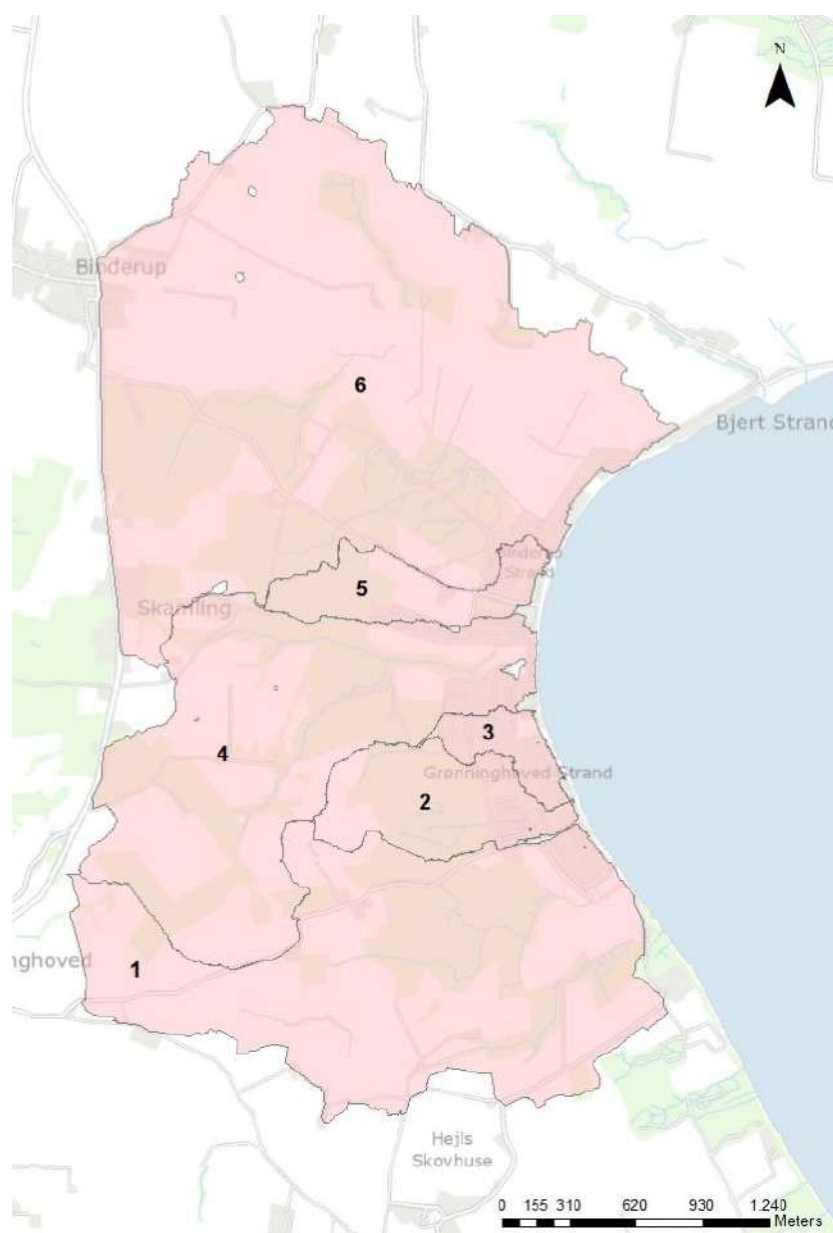 N
Binderup
6
Bjert Strand
Binderup
Strand
5
Skamling
3
4
Grønninghoved Strand
2
nghoved
1
Hejls
Skovhuse
0 155 310 620 930 1.240
Meters